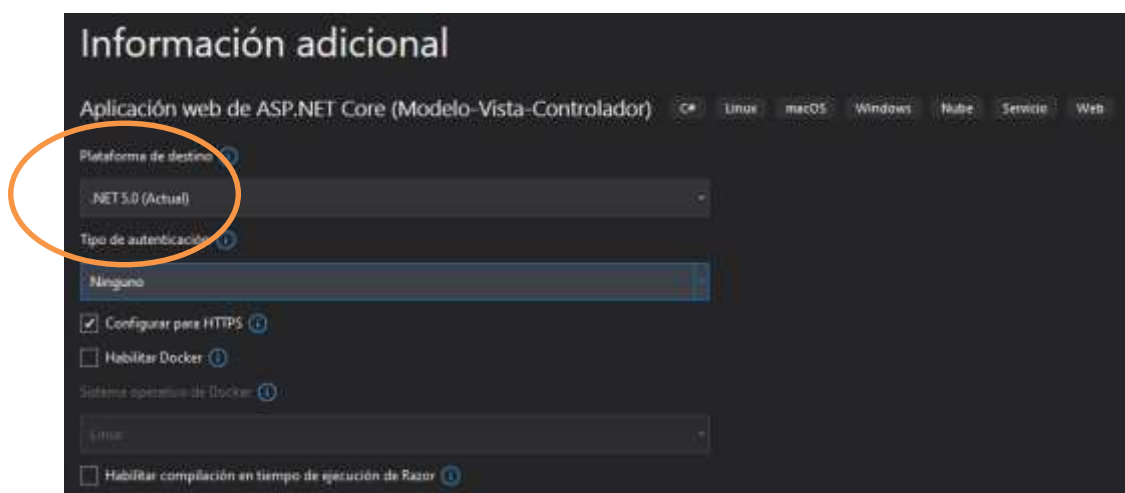 Información adicional
Aplicación web de ASP.NET Core (Modelo-Vista-Controlador) C# Linux macOS Windows Nube Servicio Web
Plataforma de destino
.NET 5.0 (Actual)
Tipo de autenticación
Ninguno
Configurar para HTTPS
Habilitar Docker
Sistema operativo de Docker
Linux
Habilitar compilación en tiempo de ejecución de Razor